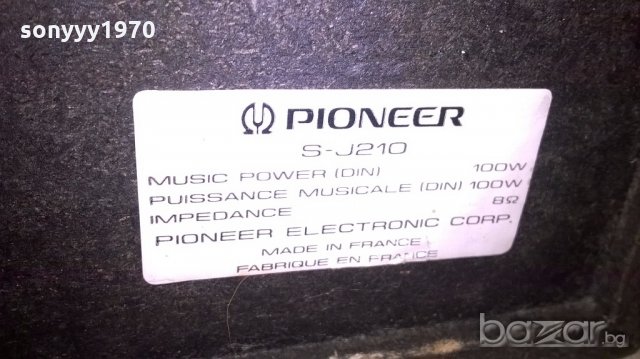 sonyyy1970
PIONEER
S-J210
MUSIC POWER (DIN) 100W
PUISSANCE MUSICALE (DIN) 100W
IMPEDANCE 8Ω
PIONEER ELECTRONIC CORP.
MADE IN FRANCE
FABRIQUE EN FRANCE
bazar.bg